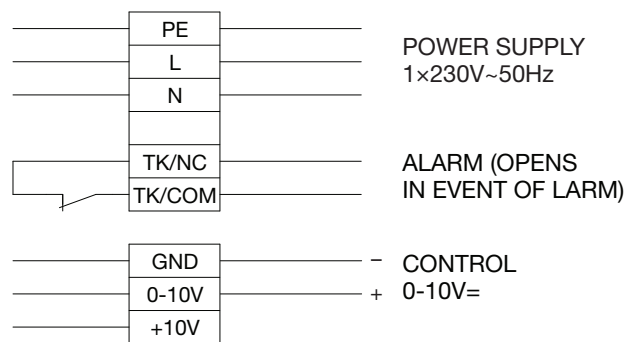 PE
L
N
POWER SUPPLY
1×230V~50Hz
TK/NC
TK/COM
ALARM (OPENS
IN EVENT OF LARM)
GND
0-10V
+10V
– CONTROL
+ 0-10V=